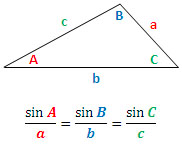 B
c
a
A
C
b
sin A / a = sin B / b = sin C / c